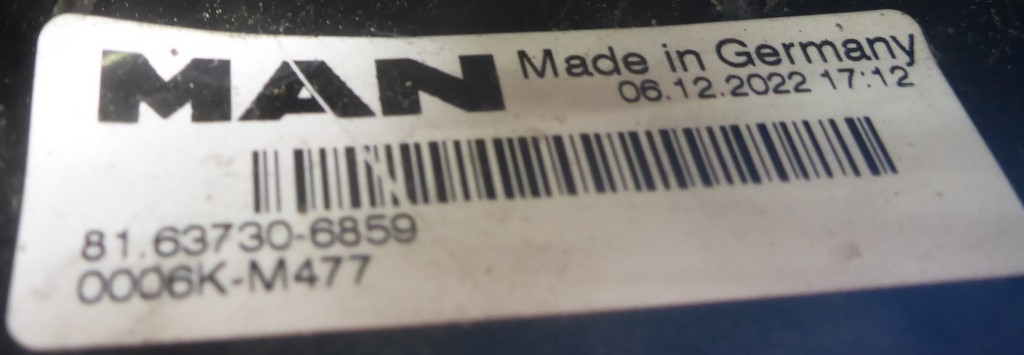 MAN Made in Germany
06.12.2022 17:12
81.63730-6859
0006K-M477